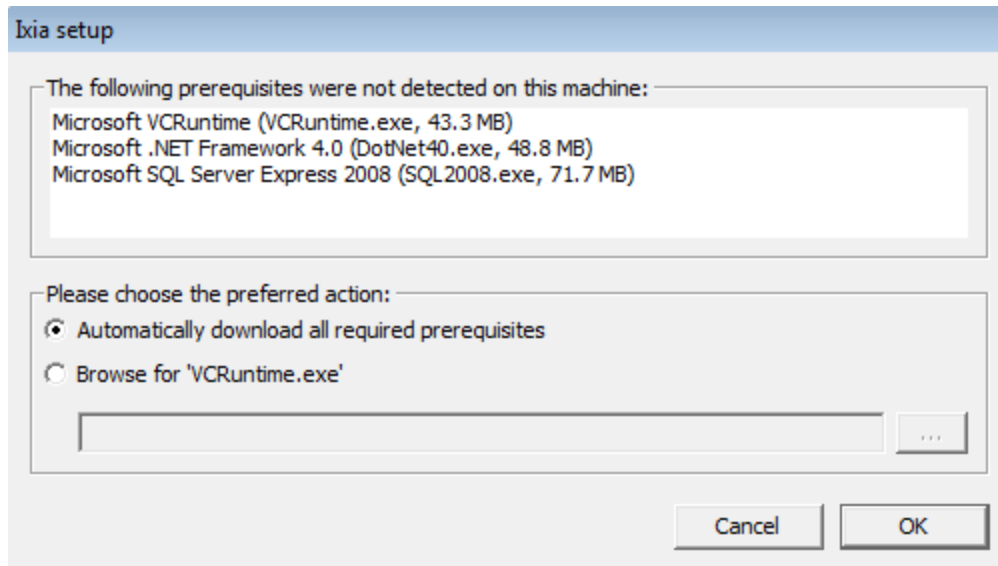 Ixia setup
The following prerequisites were not detected on this machine:
Microsoft VCRuntime (VCRuntime.exe, 43.3 MB)
Microsoft .NET Framework 4.0 (DotNet40.exe, 48.8 MB)
Microsoft SQL Server Express 2008 (SQL2008.exe, 71.7 MB)
Please choose the preferred action:
Automatically download all required prerequisites
Browse for 'VCRuntime.exe'
...
Cancel
OK